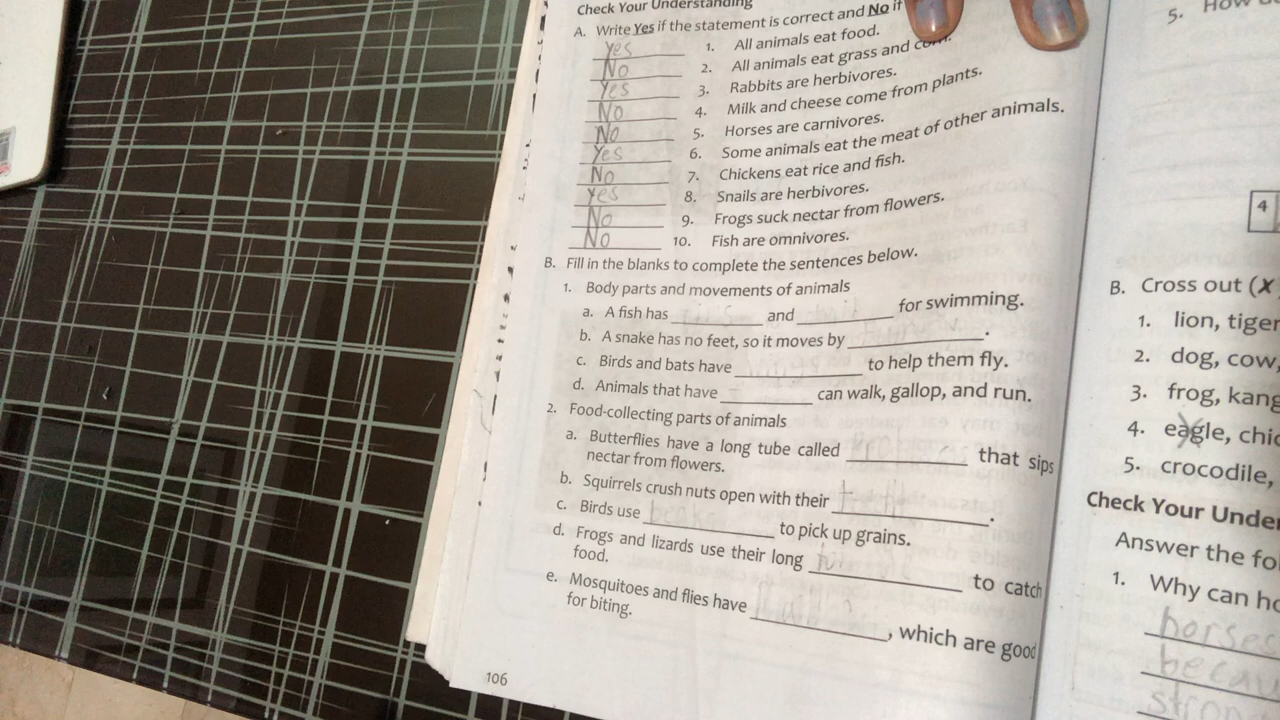 Check Your Understanding
A. Write Yes if the statement is correct and No if
Yes 1. All animals eat food.
No 2. All animals eat grass and
Yes 3. Rabbits are herbivores.
No 4. Milk and cheese come from plants.
No 5. Horses are carnivores.
Yes 6. Some animals eat the meat of other animals.
No 7. Chickens eat rice and fish.
Yes 8. Snails are herbivores.
No 9. Frogs suck nectar from flowers.
No 10. Fish are omnivores.
B. Fill in the blanks to complete the sentences below.
1. Body parts and movements of animals
a. A fish has and for swimming.
b. A snake has no feet, so it moves by .
c. Birds and bats have to help them fly.
d. Animals that have can walk, gallop, and run.
2. Food-collecting parts of animals
a. Butterflies have a long tube called that sips
nectar from flowers.
b. Squirrels crush nuts open with their .
c. Birds use beaks to pick up grains.
d. Frogs and lizards use their long to catch
food.
e. Mosquitoes and flies have , which are good
for biting.
106
5. How
4
B. Cross out (X
1. lion, tiger
2. dog, cow,
3. frog, kang
4. eagle, chic
5. crocodile,
Check Your Under
Answer the fo
1. Why can ho
horses
becau
stron